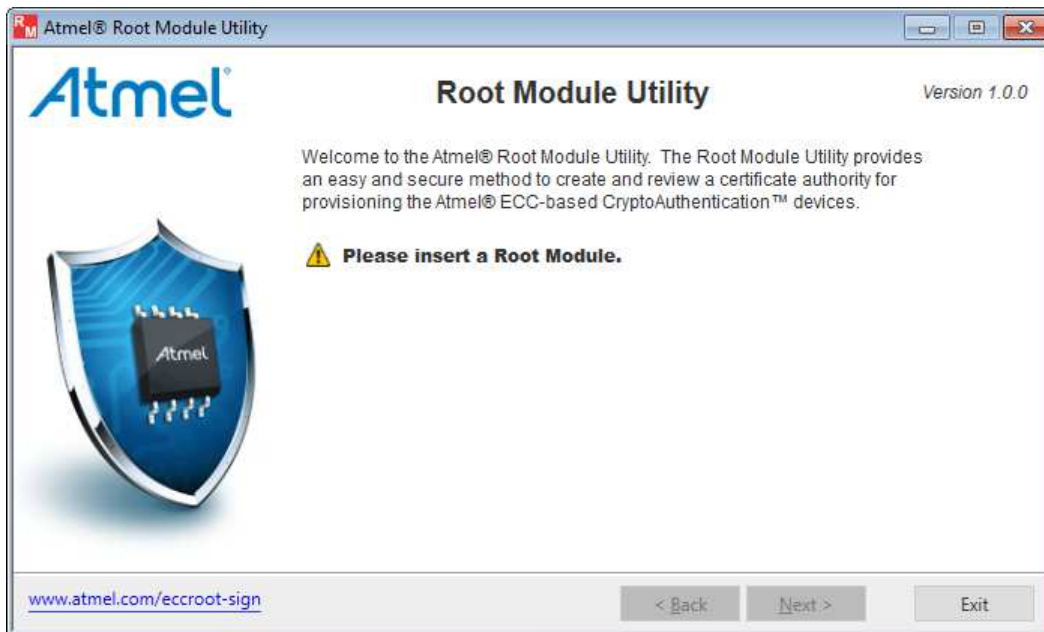 RM Atmel® Root Module Utility
Atmel®
Root Module Utility
Version 1.0.0
Welcome to the Atmel® Root Module Utility. The Root Module Utility provides
an easy and secure method to create and review a certificate authority for
provisioning the Atmel® ECC-based CryptoAuthentication™ devices.
Please insert a Root Module.
Atmel
www.atmel.com/eccroot-sign
< Back
Next >
Exit